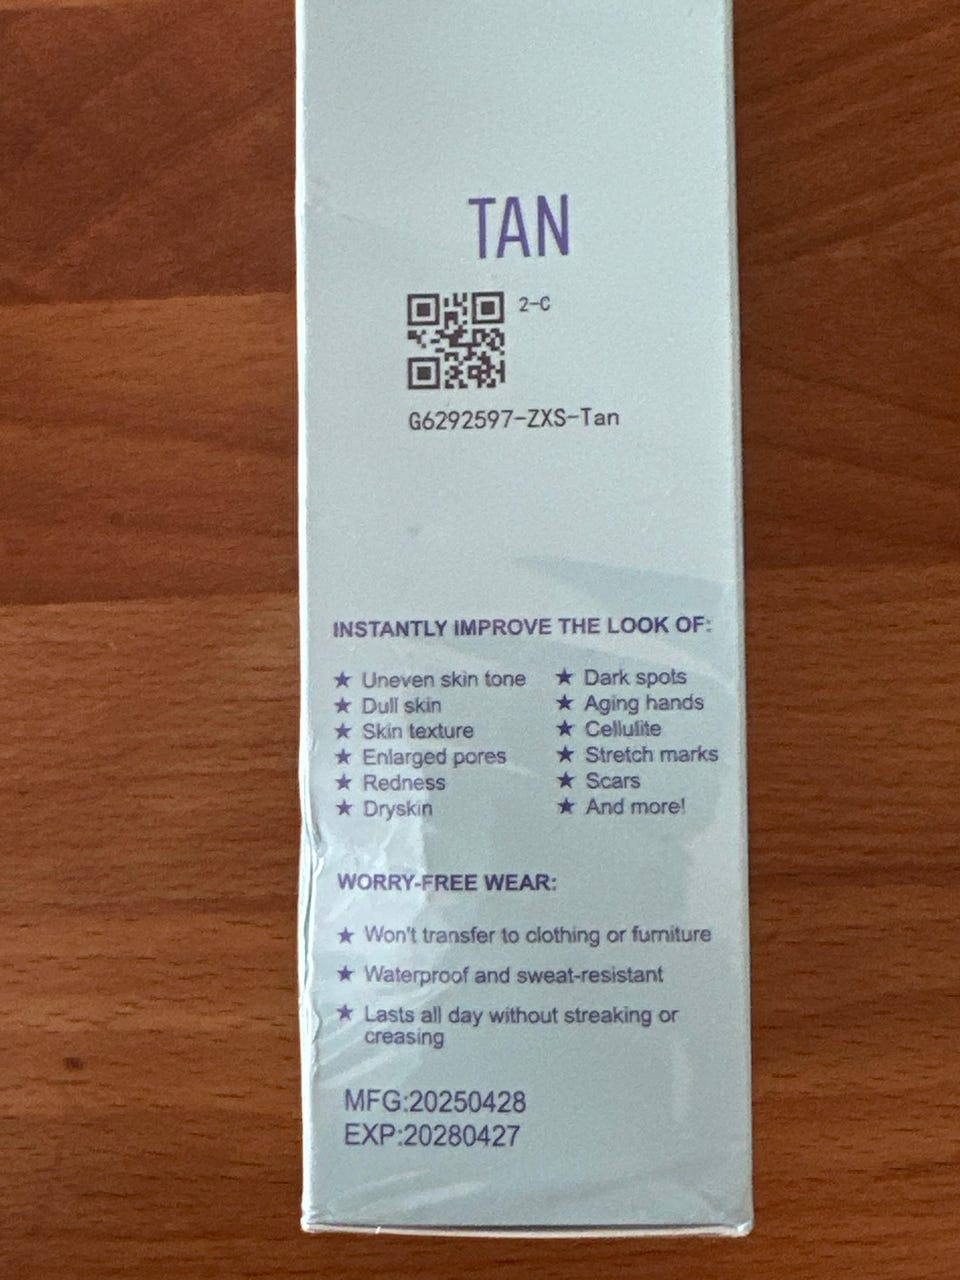 TAN
2-C
G6292597-ZXS-Tan
INSTANTLY IMPROVE THE LOOK OF:
★ Uneven skin tone ★ Dark spots
★ Dull skin ★ Aging hands
★ Skin texture ★ Cellulite
★ Enlarged pores ★ Stretch marks
★ Redness ★ Scars
★ Dryskin ★ And more!
WORRY-FREE WEAR:
★ Won't transfer to clothing or furniture
★ Waterproof and sweat-resistant
★ Lasts all day without streaking or
creasing
MFG:20250428
EXP:20280427